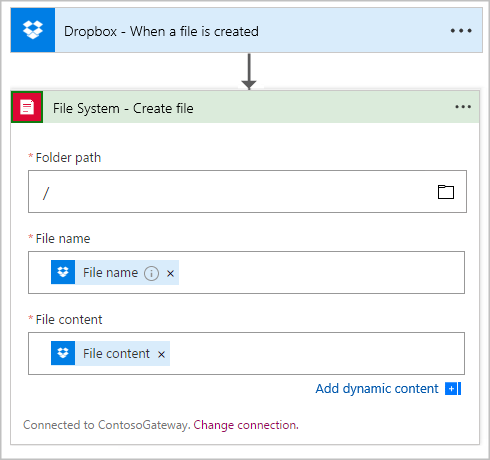 Dropbox - When a file is created
File System - Create file
*Folder path
/
*File name
File name
*File content
File content
Add dynamic content
Connected to ContosoGateway. Change connection.